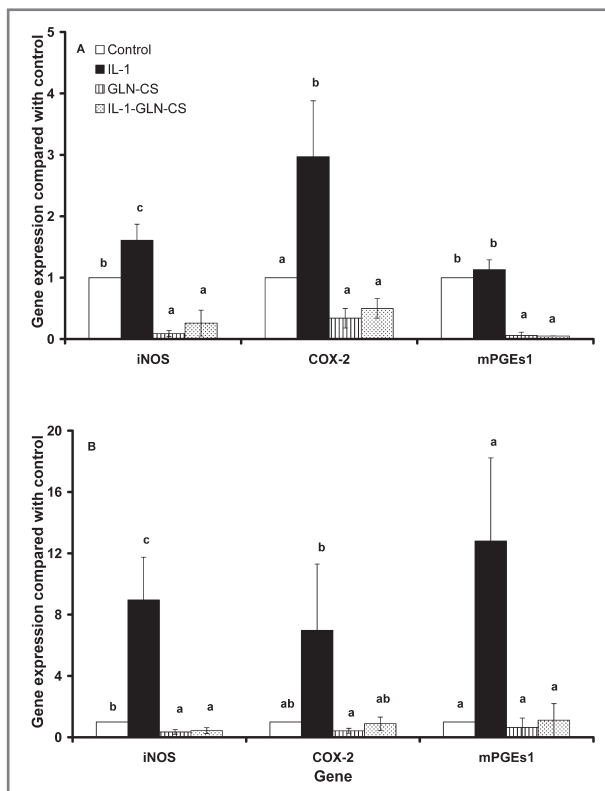 Gene expression compared with control
5
4
3
2
1
0
A
Control
IL-1
GLN-CS
IL-1-GLN-CS
b
c
a
a
a
b
a
a
b
b
a
a
iNOS
COX-2
mPGEs1
Gene expression compared with control
20
16
12
8
4
0
B
b
c
a
a
ab
b
a
ab
a
a
a
a
iNOS
COX-2
mPGEs1
Gene